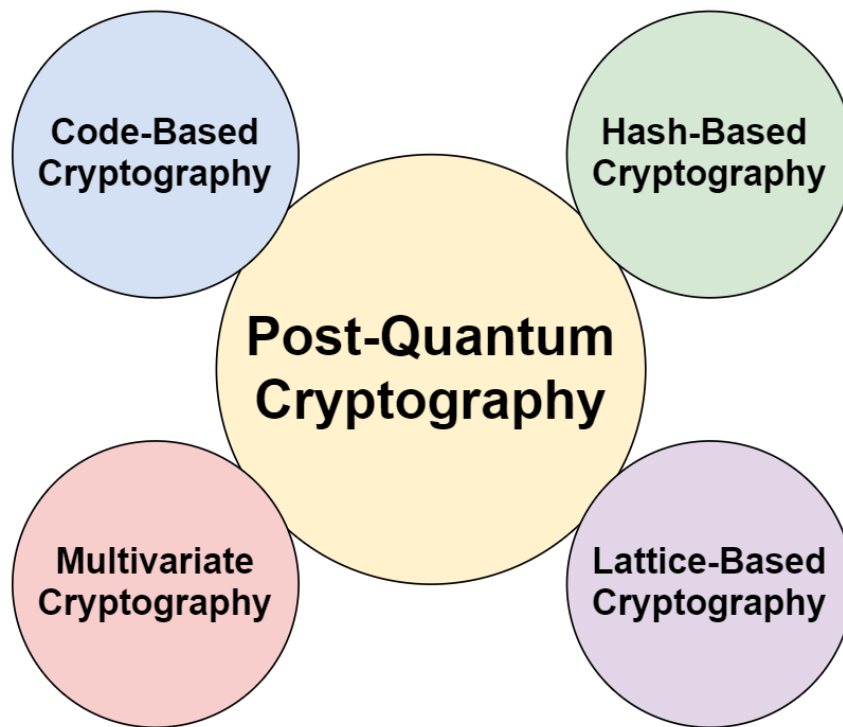 Code-Based
Cryptography
Hash-Based
Cryptography
Post-Quantum
Cryptography
Multivariate
Cryptography
Lattice-Based
Cryptography